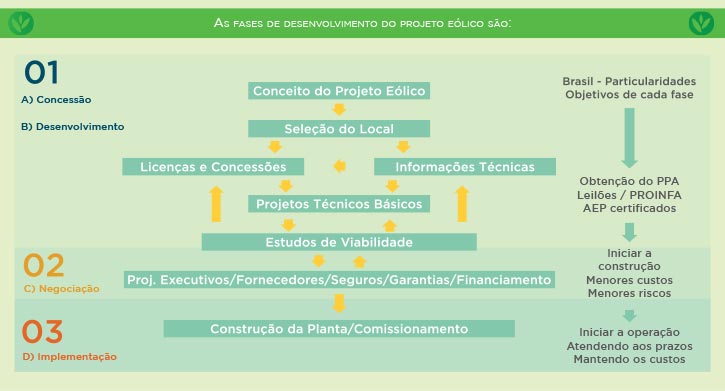 AS FASES DE DESENVOLVIMENTO DO PROJETO EÓLICO SÃO:
01
A) Concessão
B) Desenvolvimento
Conceito do Projeto Eólico
Seleção do Local
Licenças e Concessões
Informações Técnicas
Projetos Técnicos Básicos
Estudos de Viabilidade
Brasil - Particularidades
Objetivos de cada fase
Obtenção do PPA
Leilões / PROINFA
AEP certificados
02
C) Negociação
Proj. Executivos/Fornecedores/Seguros/Garantias/Financiamento
Iniciar a
construção
Menores custos
Menores riscos
03
D) Implementação
Construção da Planta/Comissionamento
Iniciar a operação
Atendendo aos prazos
Mantendo os custos